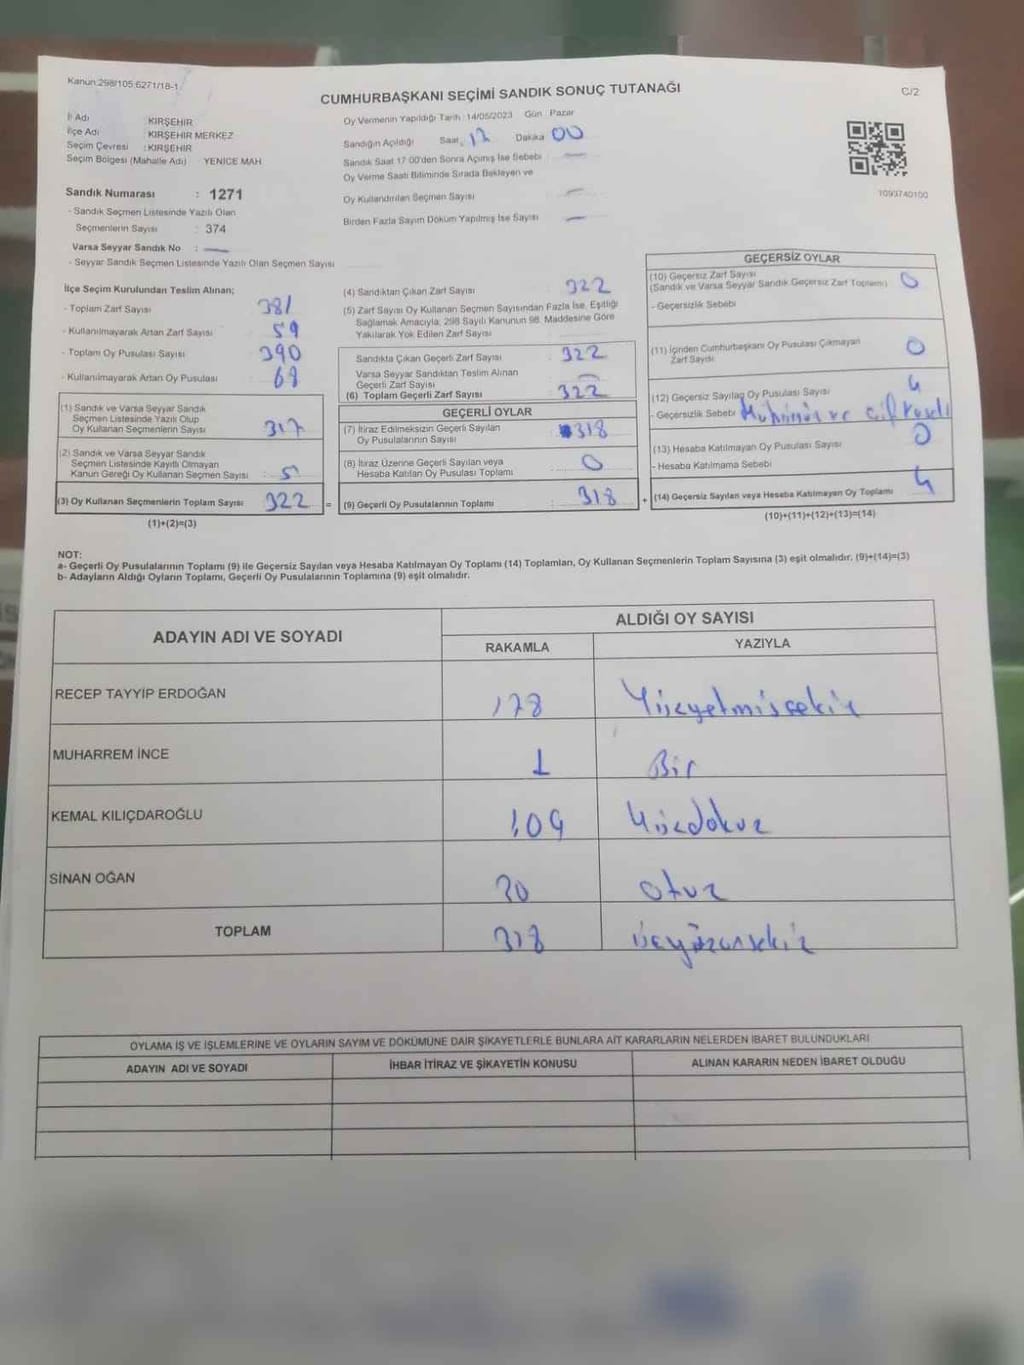 Kanun:298/105;6271/18-1
CUMHURBAŞKANI SEÇİMİ SANDIK SONUÇ TUTANAĞI
C/2
İl Adı KIRŞEHİR
İlçe Adı : KIRŞEHİR MERKEZ
Seçim Çevresi : KIRŞEHİR
Seçim Bölgesi (Mahalle Adı) YENİCE MAH
Oy Vermenin Yapıldığı Tarih :14/05/2023 Gün : Pazar
Sandığın Açıldığı Saat 17 Dakika 00
Sandık Saat 17 00'den Sonra Açılmış İse Sebebi
Oy Verme Saati Bitiminde Sırada Bekleyen ve
Oy Kullandırılan Seçmen Sayısı
Birden Fazla Sayım Döküm Yapılmış İse Sayısı
1093740100
Sandık Numarası : 1271
- Sandık Seçmen Listesinde Yazılı Olan
Seçmenlerin Sayısı : 374
Varsa Seyyar Sandık No :
- Seyyar Sandık Seçmen Listesinde Yazılı Olan Seçmen Sayısı
İlçe Seçim Kurulundan Teslim Alınan;
- Toplam Zarf Sayısı 381
- Kullanılmayarak Artan Zarf Sayısı 59
- Toplam Oy Pusulası Sayısı 390
- Kullanılmayarak Artan Oy Pusulası 68
(1) Sandık ve Varsa Seyyar Sandık
Seçmen Listesinde Yazılı Olup
Oy Kullanan Seçmenlerin Sayısı : 317
(2) Sandık ve Varsa Seyyar Sandık
Seçmen Listesinde Kayıtlı Olmayan
Kanun Gereği Oy Kullanan Seçmen Sayısı : 5
(3) Oy Kullanan Seçmenlerin Toplam Sayısı 322
(1)+(2)=(3)
(4) Sandıktan Çıkan Zarf Sayısı : 322
(5) Zarf Sayısı Oy Kullanan Seçmen Sayısından Fazla İse, Eşitliği
Sağlamak Amacıyla, 298 Sayılı Kanunun 98. Maddesine Göre
Yakılarak Yok Edilen Zarf Sayısı
Sandıkta Çıkan Geçerli Zarf Sayısı : 322
Varsa Seyyar Sandıktan Teslim Alınan
Geçerli Zarf Sayısı
(6) Toplam Geçerli Zarf Sayısı : 322
GEÇERLİ OYLAR
(7) İtiraz Edilmeksizin Geçerli Sayılan
Oy Pusulalarının Sayısı : 318
(8) İtiraz Üzerine Geçerli Sayılan veya
Hesaba Katılan Oy Pusulası Toplamı : 0
= (9) Geçerli Oy Pusulalarının Toplamı : 318
GEÇERSİZ OYLAR
(10) Geçersiz Zarf Sayısı
(Sandık ve Varsa Seyyar Sandık Geçersiz Zarf Toplamı) : 0
- Geçersizlik Sebebi
(11) İçinden Cumhurbaşkanı Oy Pusulası Çıkmayan
Zarf Sayısı 0
(12) Geçersiz Sayılan Oy Pusulası Sayısı 4
- Geçersizlik Sebebi ve
(13) Hesaba Katılmayan Oy Pusulası Sayısı 0
- Hesaba Katılmama Sebebi
+ (14) Geçersiz Sayılan veya Hesaba Katılmayan Oy Toplamı 4
(10)+(11)+(12)+(13)=(14)
NOT:
a- Geçerli Oy Pusulalarının Toplamı (9) ile Geçersiz Sayılan veya Hesaba Katılmayan Oy Toplamı (14) Toplamları, Oy Kullanan Seçmenlerin Toplam Sayısına (3) eşit olmalıdır. (9)+(14)=(3)
b- Adayların Aldığı Oyların Toplamı, Geçerli Oy Pusulalarının Toplamına (9) eşit olmalıdır.
ADAYIN ADI VE SOYADI
ALDIĞI OY SAYISI
RAKAMLA YAZIYLA
RECEP TAYYİP ERDOĞAN 178 Yüzyetmişsekiz
MUHARREM İNCE 1 Bir
KEMAL KILIÇDAROĞLU 109 Yüzdokuz
SİNAN OĞAN 30 otuz
TOPLAM 318 üçyüzonsekiz
OYLAMA İŞ VE İŞLEMLERİNE VE OYLARIN SAYIM VE DÖKÜMÜNE DAİR ŞİKAYETLERLE BUNLARA AİT KARARLARIN NELERDEN İBARET BULUNDUKLARI
ADAYIN ADI VE SOYADI İHBAR İTİRAZ VE ŞİKAYETİN KONUSU ALINAN KARARIN NEDEN İBARET OLDUĞU